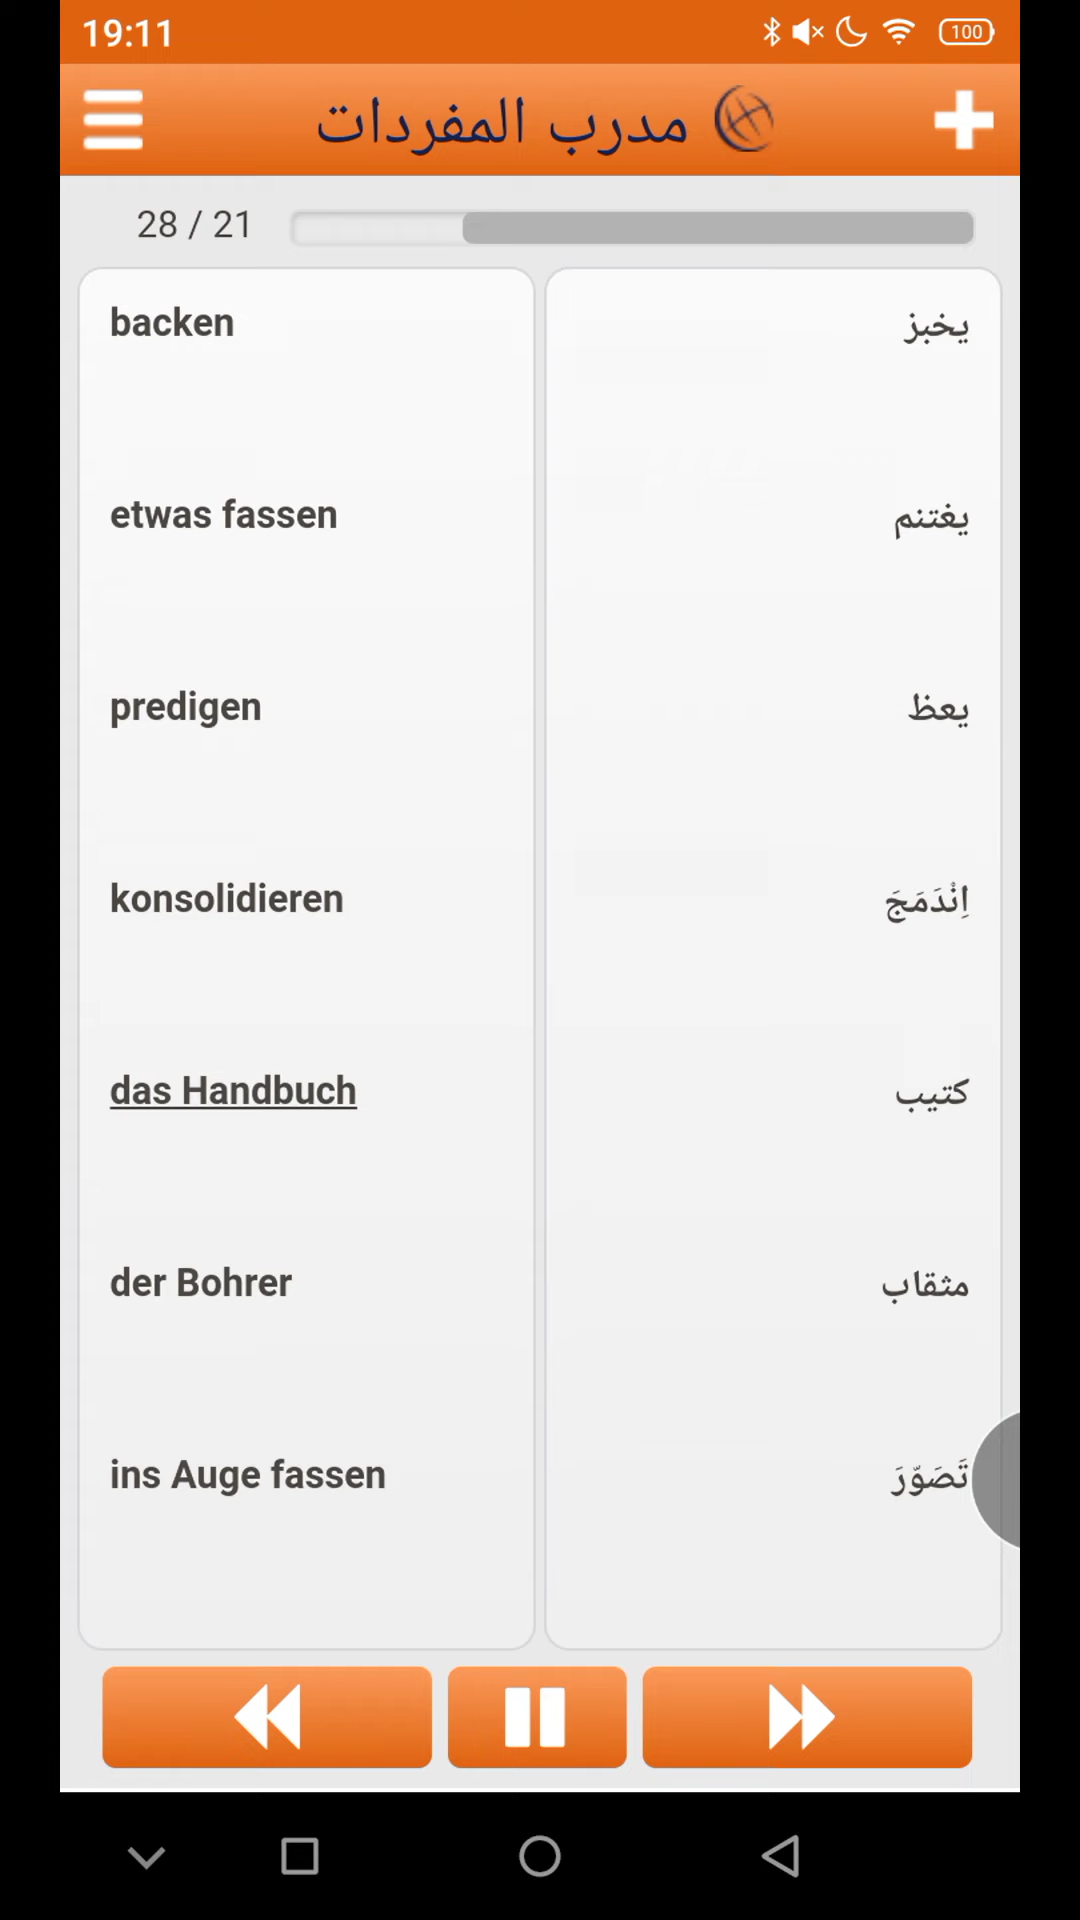 19:11
100
مدرب المفردات
28 / 21
backen
يخبز
etwas fassen
يغتنم
predigen
يعظ
konsolidieren
اِنْدَمَجَ
das Handbuch
كتيب
der Bohrer
مثقاب
ins Auge fassen
تَصَوّرَ